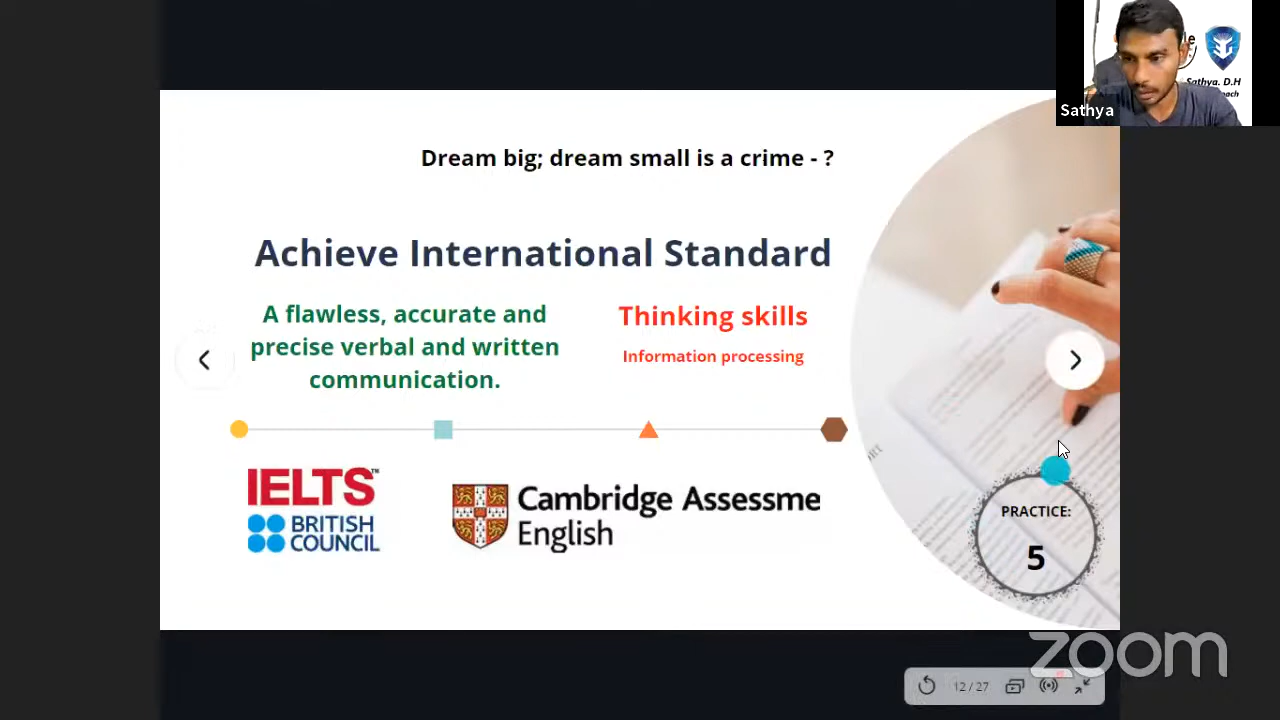 Sathya. D.H
Sathya
Dream big; dream small is a crime - ?
Achieve International Standard
A flawless, accurate and
precise verbal and written
communication.
Thinking skills
Information processing
IELTS™
BRITISH
COUNCIL
Cambridge Assessme
English
PRACTICE:
5
zoom
12 / 27